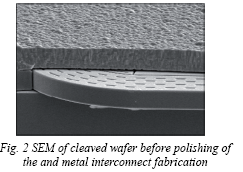 Fig. 2 SEM of cleaved wafer before polishing of
the and metal interconnect fabrication